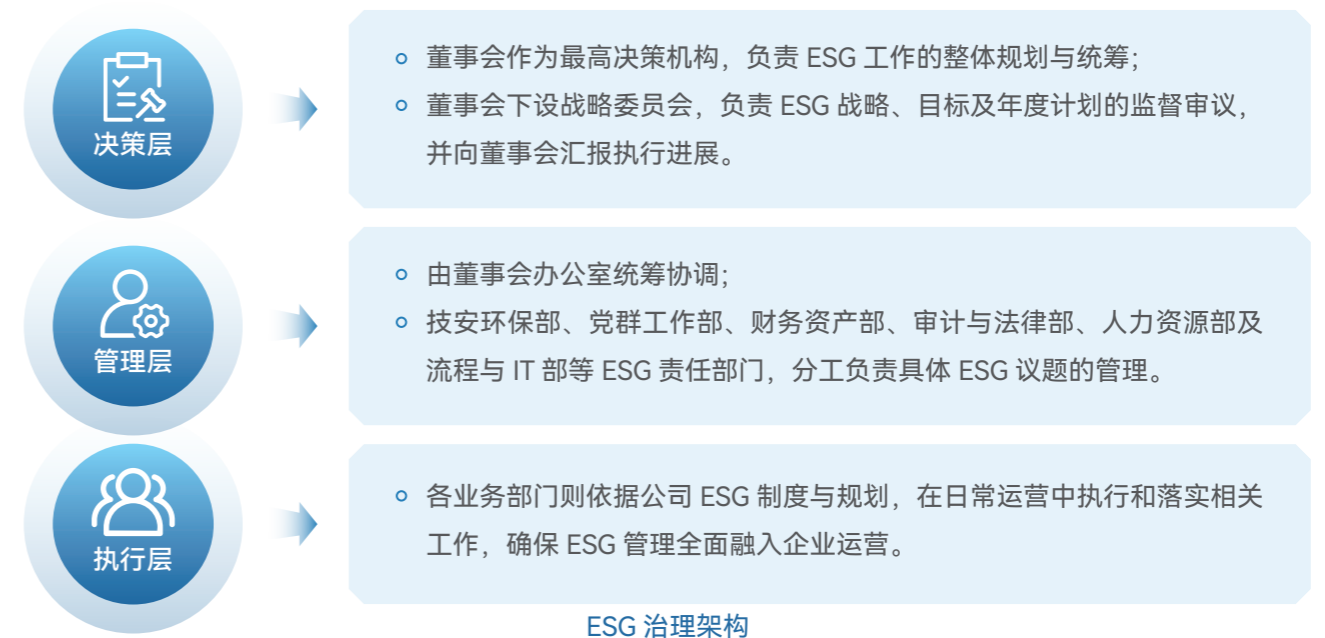 决策层
董事会作为最高决策机构，负责 ESG 工作的整体规划与统筹；
董事会下设战略委员会，负责 ESG 战略、目标及年度计划的监督审议，
并向董事会汇报执行进展。
管理层
由董事会办公室统筹协调；
技安环保部、党群工作部、财务资产部、审计与法律部、人力资源部及
流程与 IT 部等 ESG 责任部门，分工负责具体 ESG 议题的管理。
执行层
各业务部门则依据公司 ESG 制度与规划，在日常运营中执行和落实相关
工作，确保 ESG 管理全面融入企业运营。
ESG 治理架构